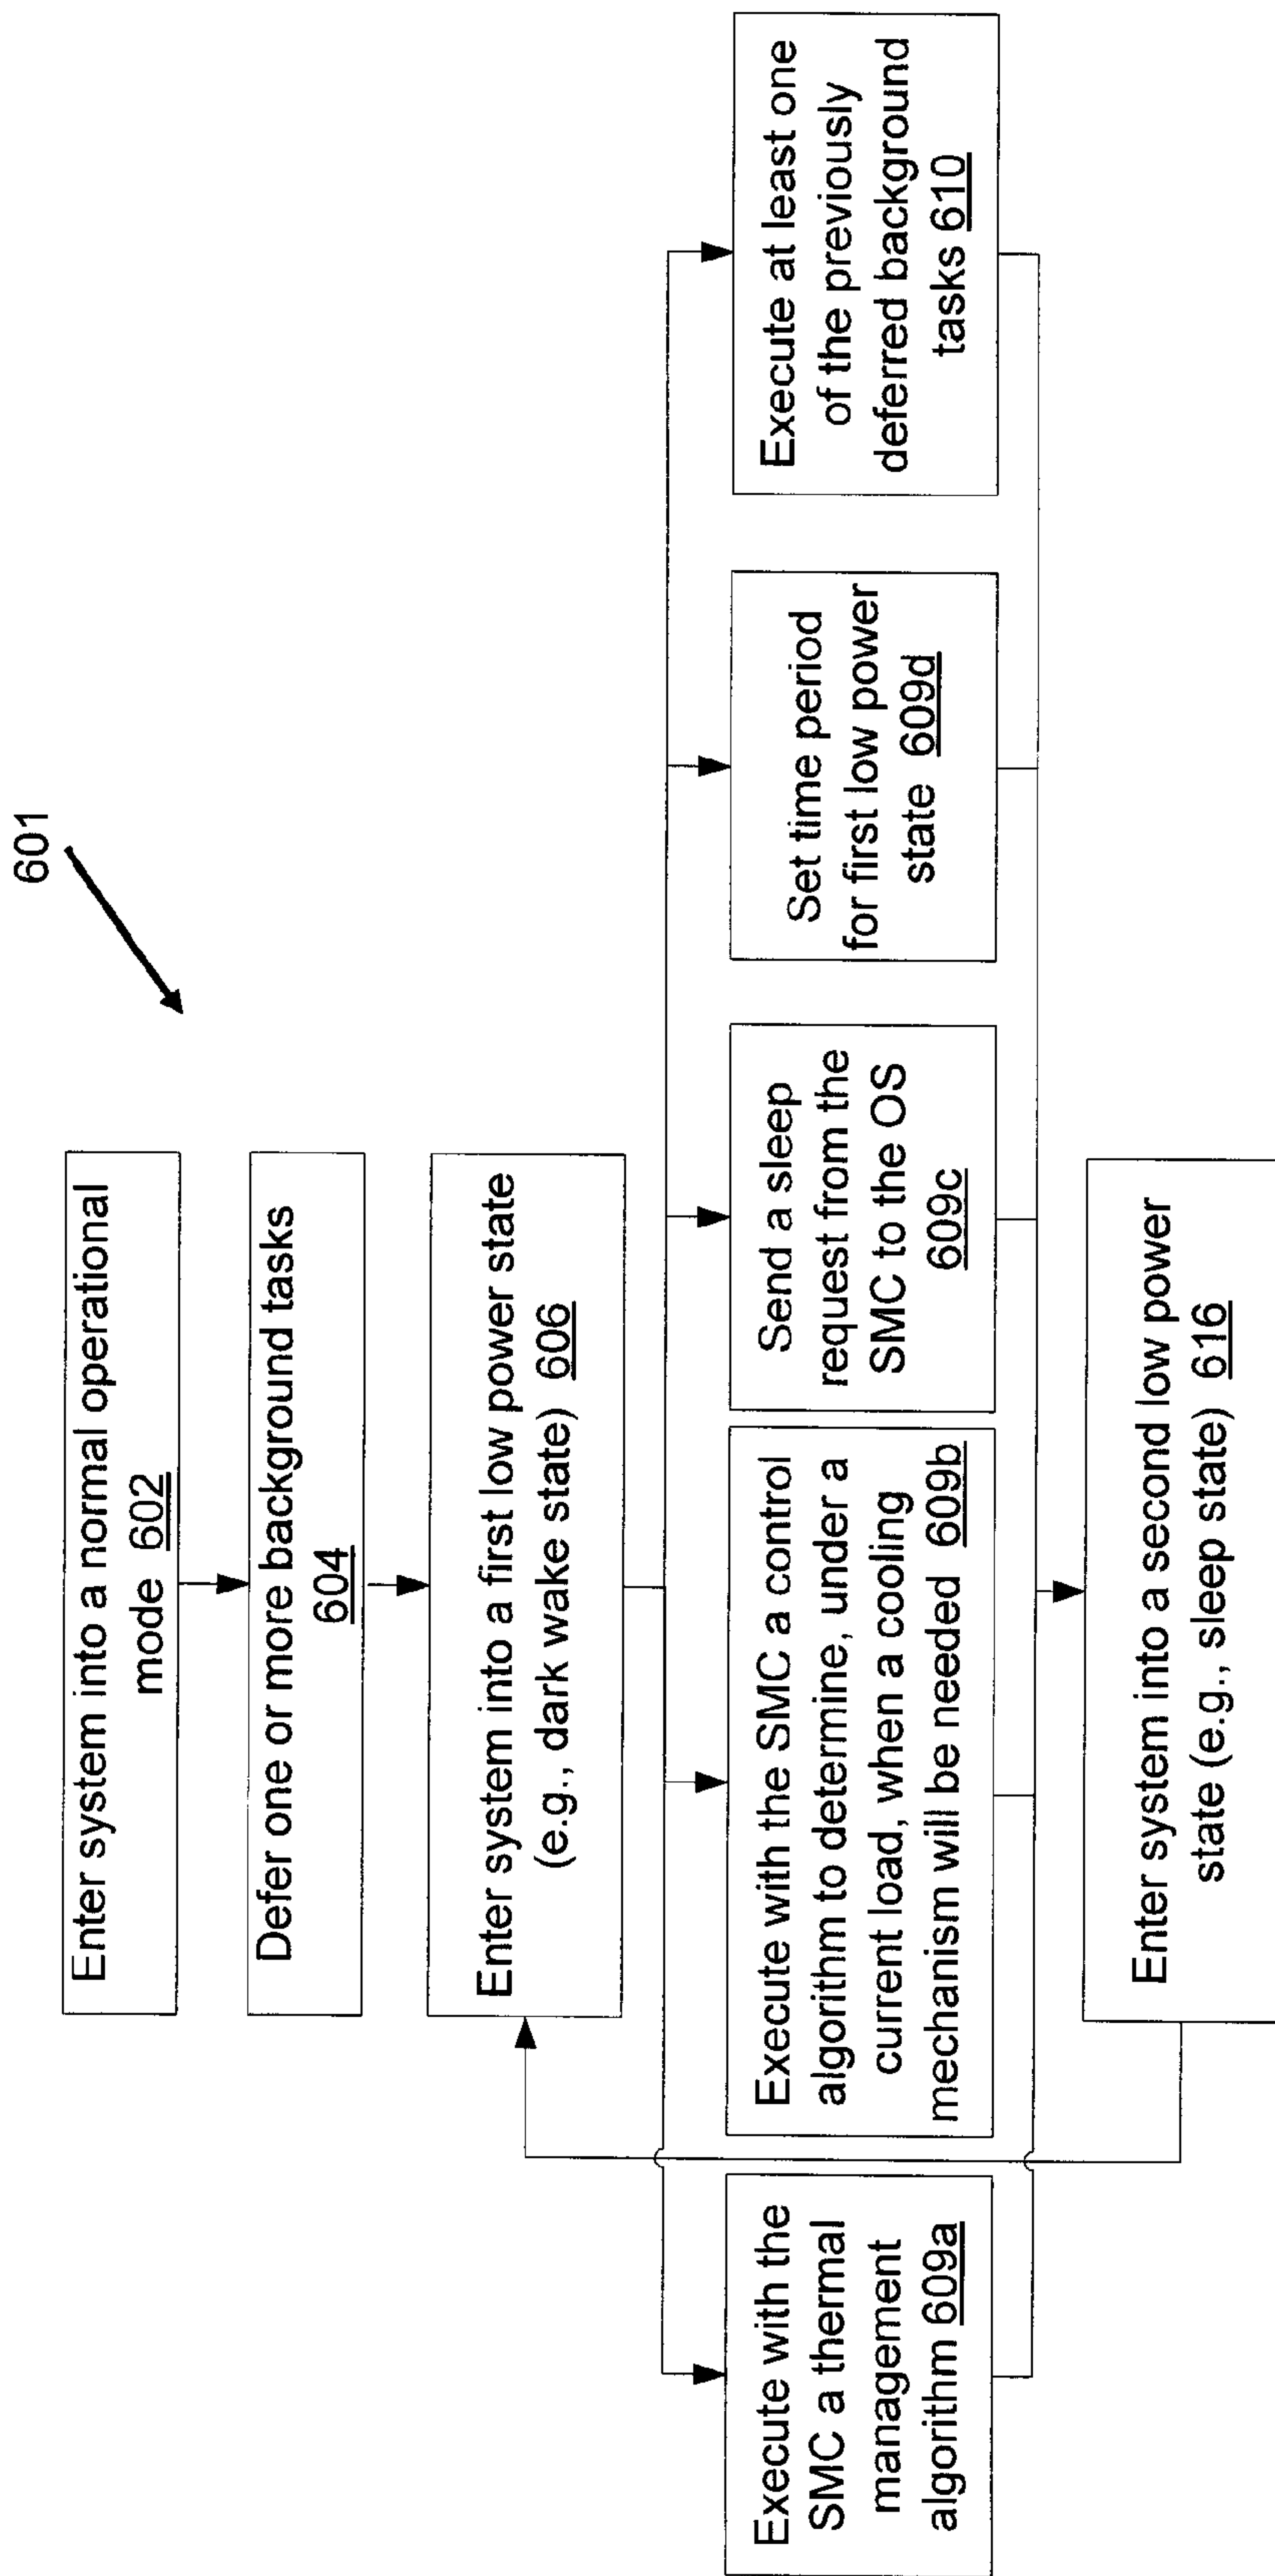 601
Enter system into a normal operational
mode 602
Defer one or more background tasks
604
Enter system into a first low power state
(e.g., dark wake state) 606
Execute with the
SMC a thermal
management
algorithm 609a
Execute with the SMC a control
algorithm to determine, under a
current load, when a cooling
mechanism will be needed 609b
Send a sleep
request from the
SMC to the OS
609c
Set time period
for first low power
state 609d
Execute at least one
of the previously
deferred background
tasks 610
Enter system into a second low power
state (e.g., sleep state) 616